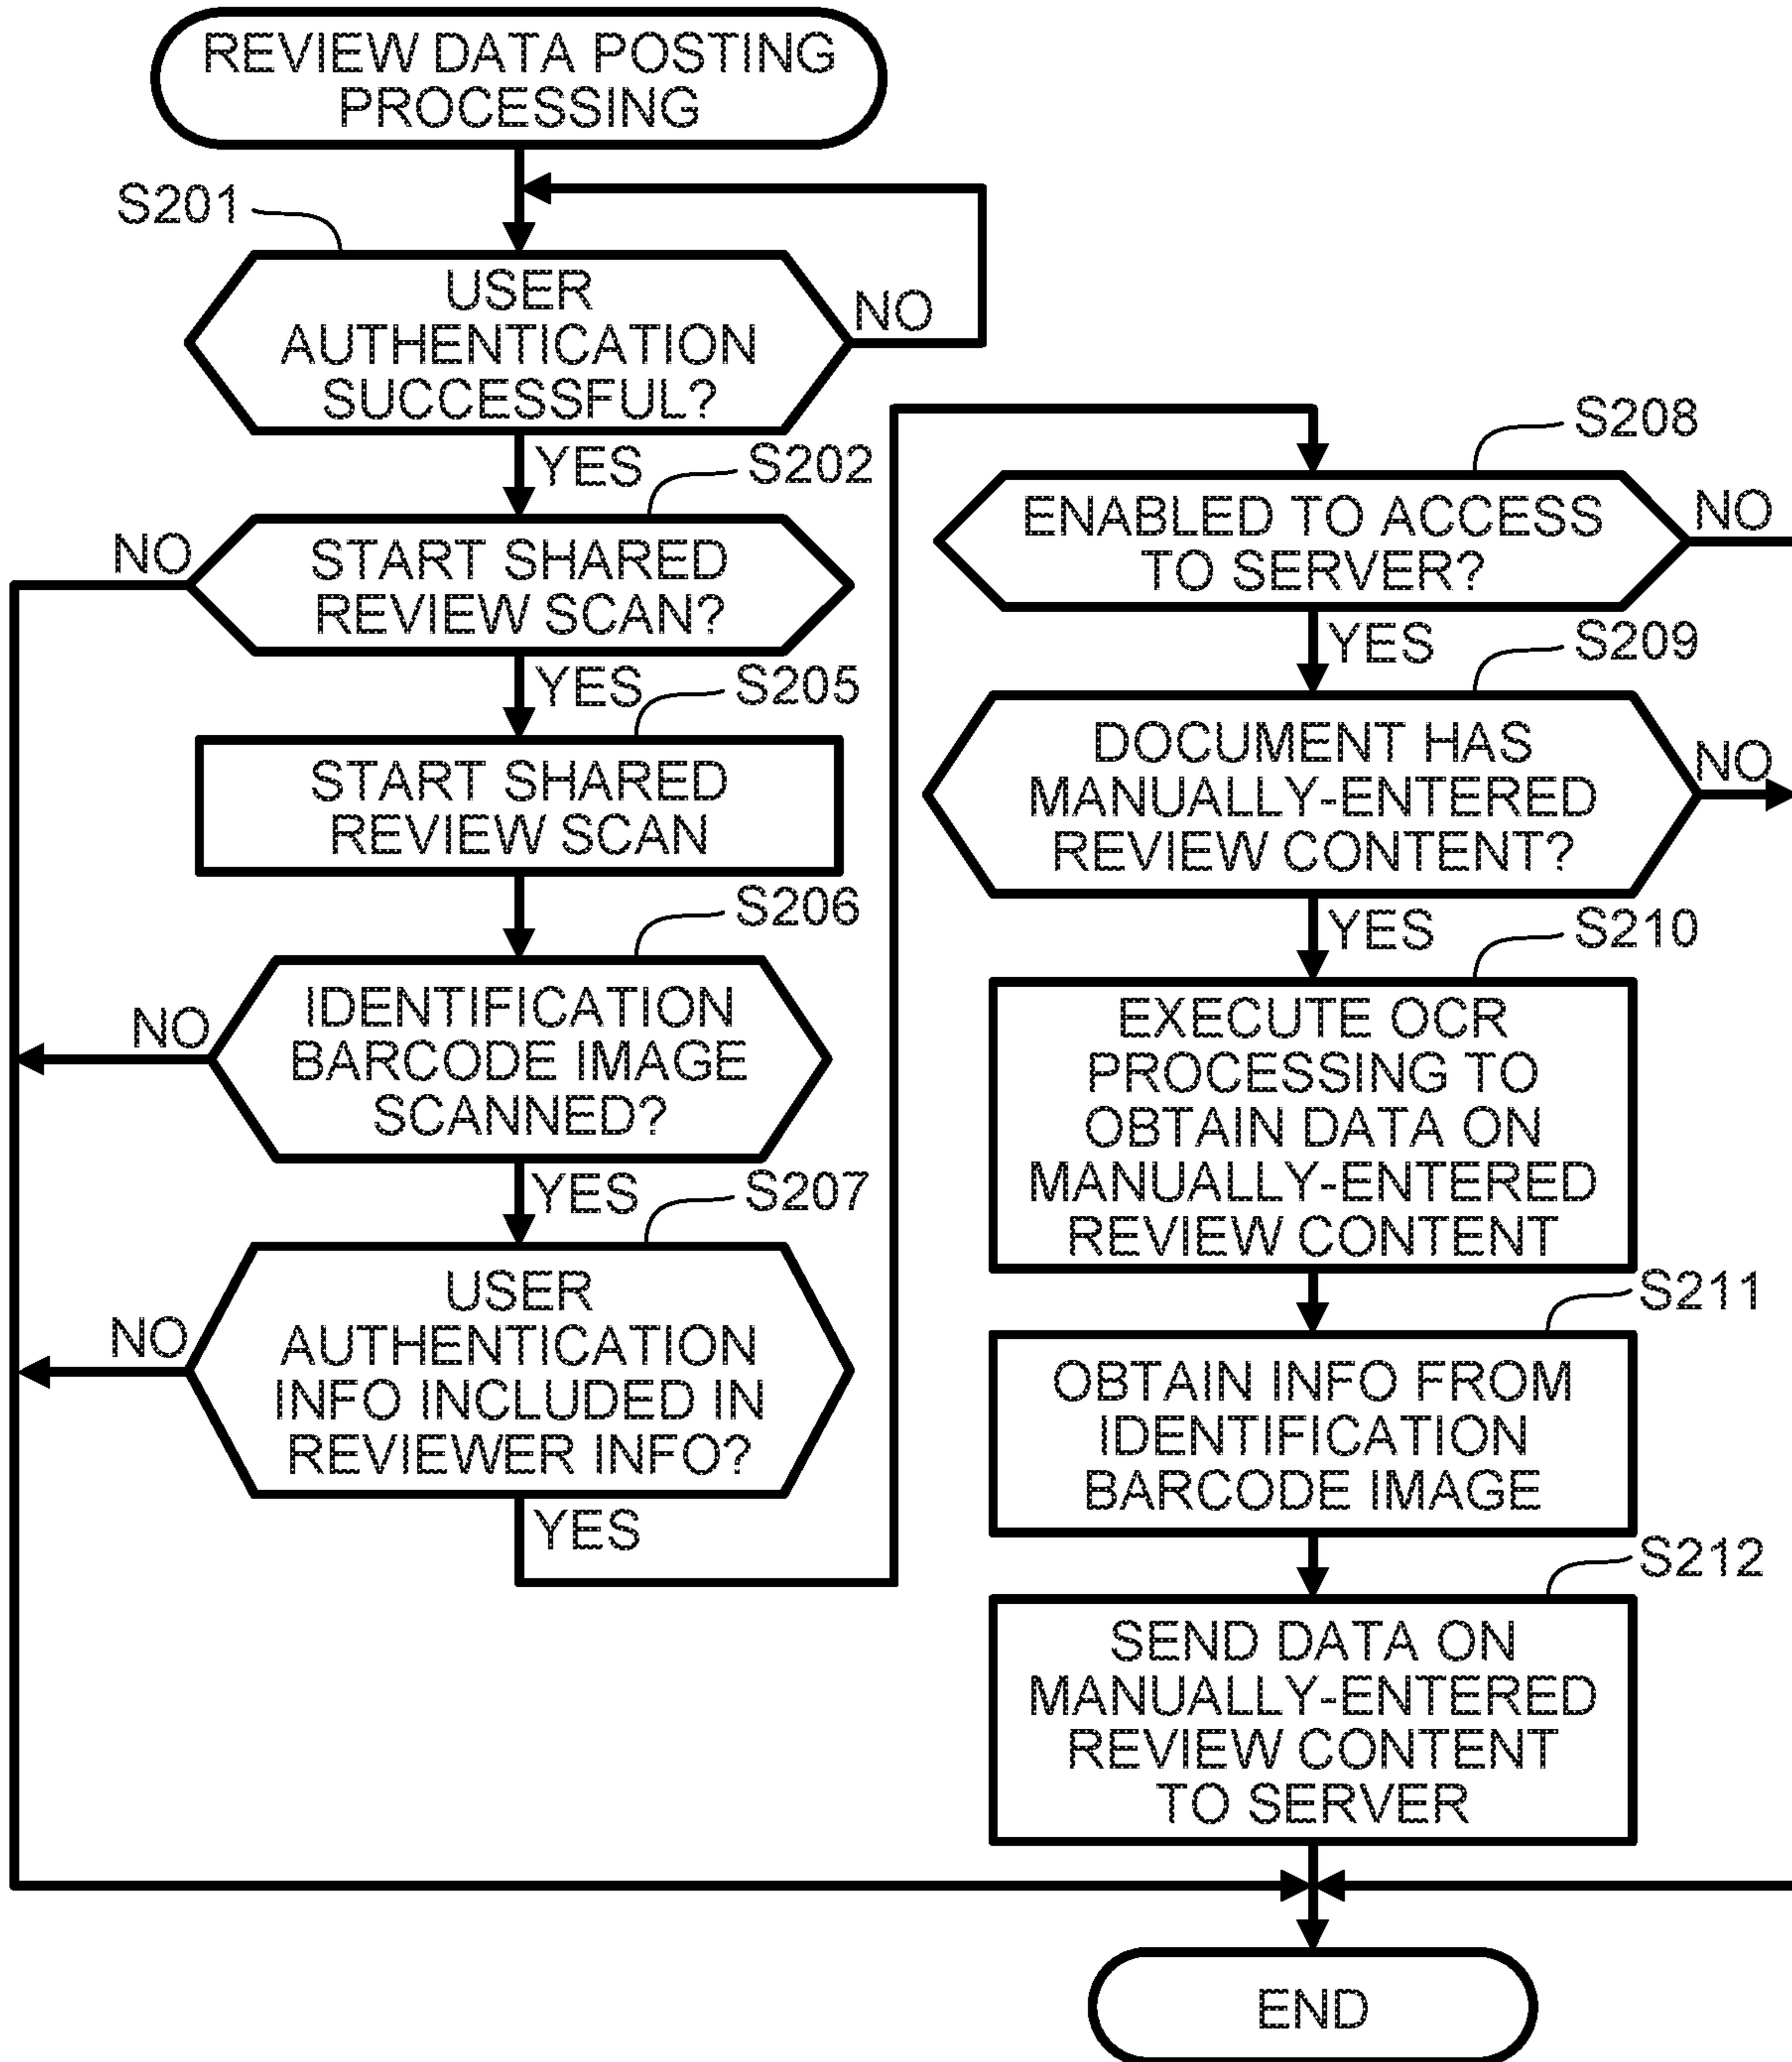 REVIEW DATA POSTING
PROCESSING
S201
USER
AUTHENTICATION
SUCCESSFUL?
NO
YES
S202
NO
START SHARED
REVIEW SCAN?
YES
S205
START SHARED
REVIEW SCAN
S206
NO
IDENTIFICATION
BARCODE IMAGE
SCANNED?
YES
S207
NO
USER
AUTHENTICATION
INFO INCLUDED IN
REVIEWER INFO?
YES
S208
ENABLED TO ACCESS
TO SERVER?
NO
YES
S209
DOCUMENT HAS
MANUALLY-ENTERED
REVIEW CONTENT?
NO
YES
S210
EXECUTE OCR
PROCESSING TO
OBTAIN DATA ON
MANUALLY-ENTERED
REVIEW CONTENT
S211
OBTAIN INFO FROM
IDENTIFICATION
BARCODE IMAGE
S212
SEND DATA ON
MANUALLY-ENTERED
REVIEW CONTENT
TO SERVER
END